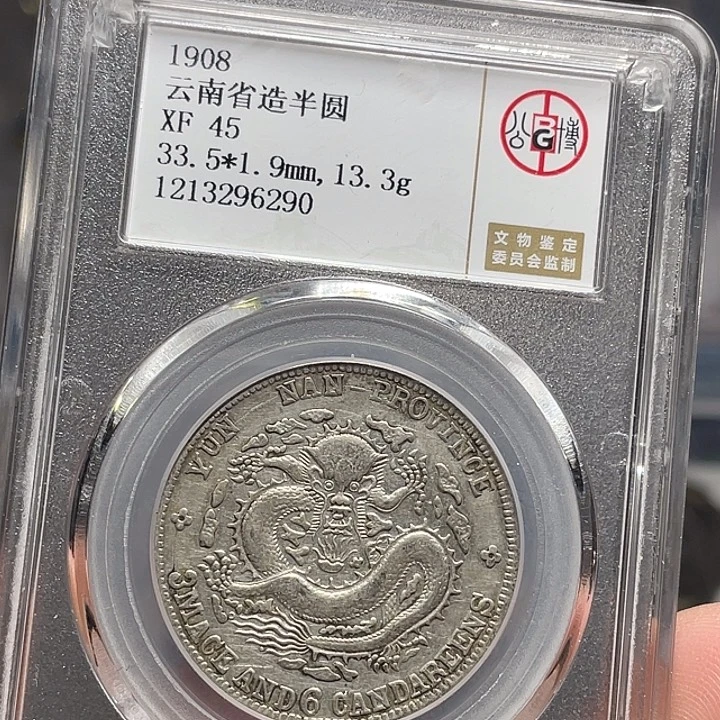 1908
云南省造半圆
XF 45
33.5*1.9mm, 13.3g
1213296290
公 BG 博
文物鉴定
委员会监制
YUN NAN-PROVINCE
3 MACE AND 6 CANDAREENS